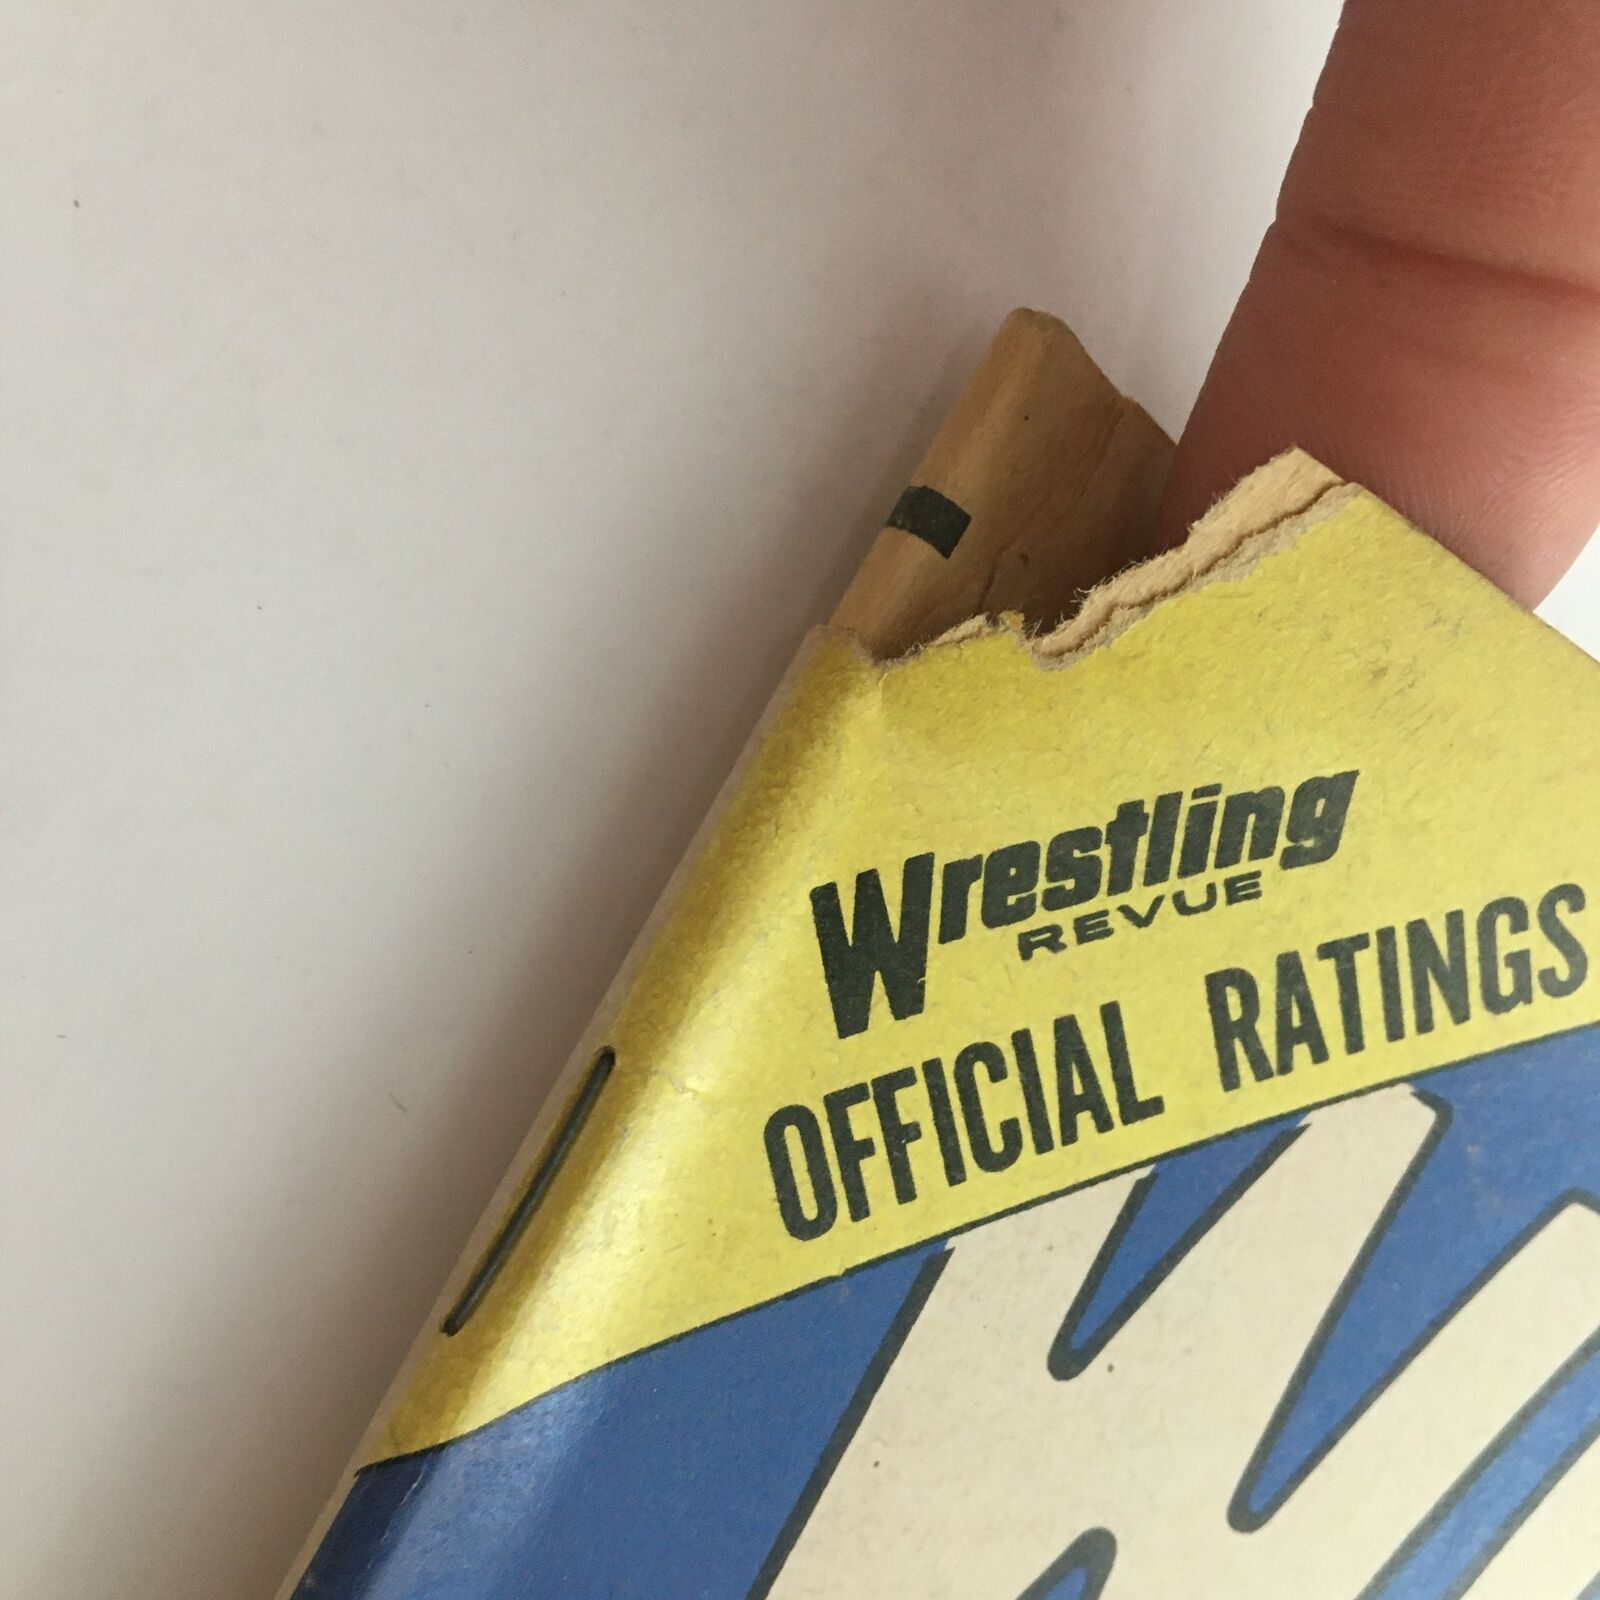 Wrestling
REVUE
OFFICIAL RATINGS